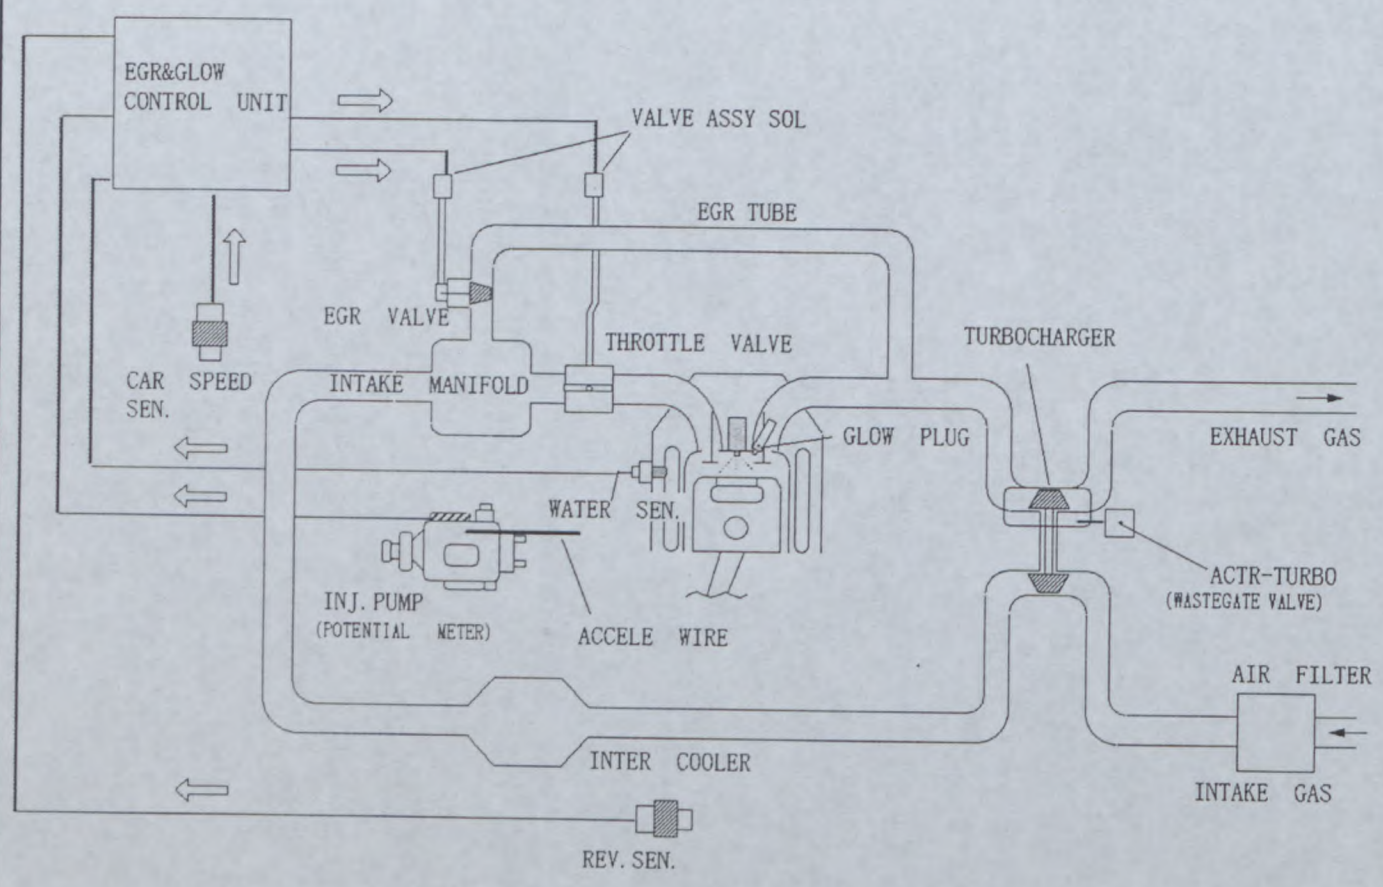 EGR&GLOW
CONTROL UNIT
VALVE ASSY SOL
EGR TUBE
EGR VALVE
THROTTLE VALVE
TURBOCHARGER
CAR SPEED
SEN.
INTAKE MANIFOLD
GLOW PLUG
EXHAUST GAS
WATER SEN.
ACTR-TURBO
(WASTEGATE VALVE)
INJ. PUMP
(POTENTIAL METER)
ACCELE WIRE
AIR FILTER
INTER COOLER
INTAKE GAS
REV. SEN.